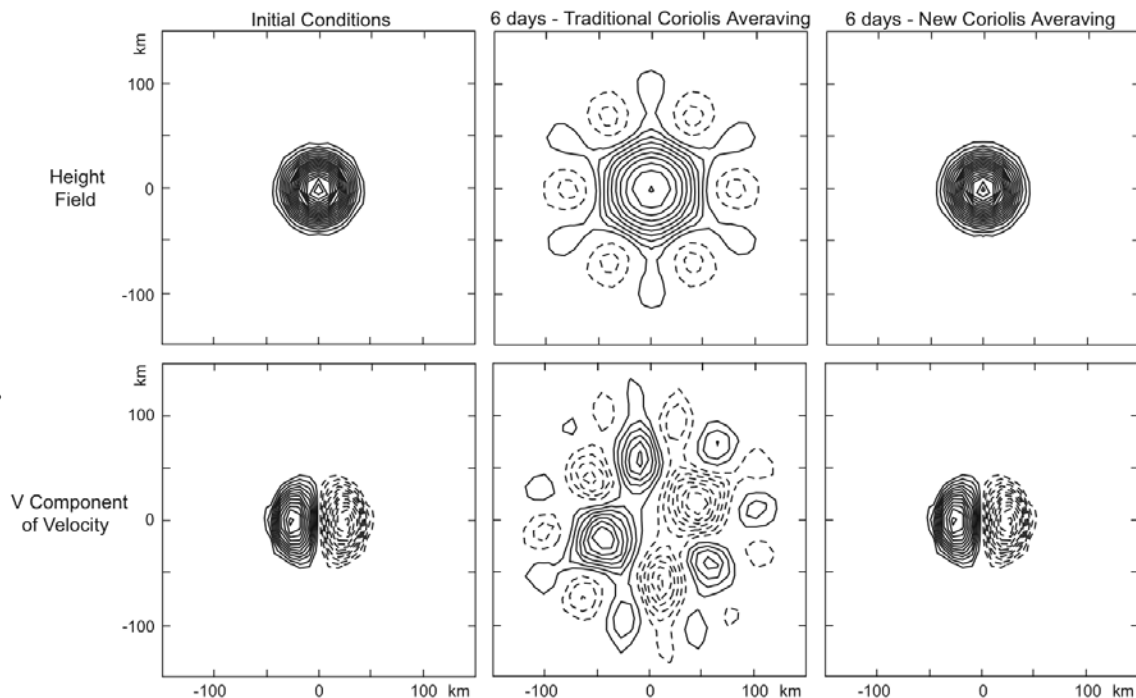 Initial Conditions
6 days - Traditional Coriolis Averaving
6 days - New Coriolis Averaving
km
100
0
-100
Height
Field
km
100
0
-100
V Component
of Velocity
-100 0 100 km
-100 0 100 km
-100 0 100 km